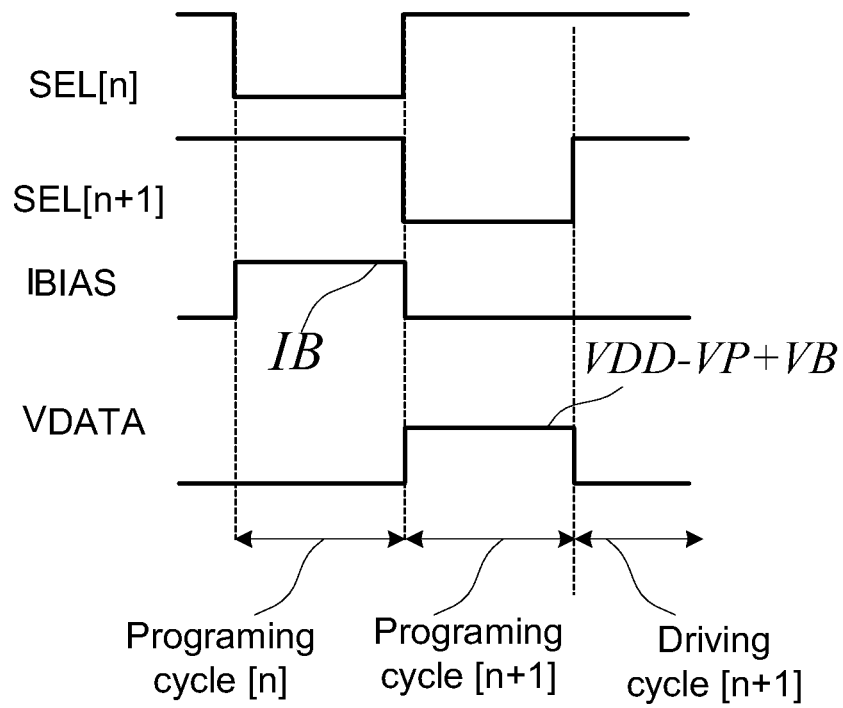 SEL[n]
SEL[n+1]
IBIAS
IB
VDD-VP+VB
VDATA
Programing
cycle [n]
Programing
cycle [n+1]
Driving
cycle [n+1]